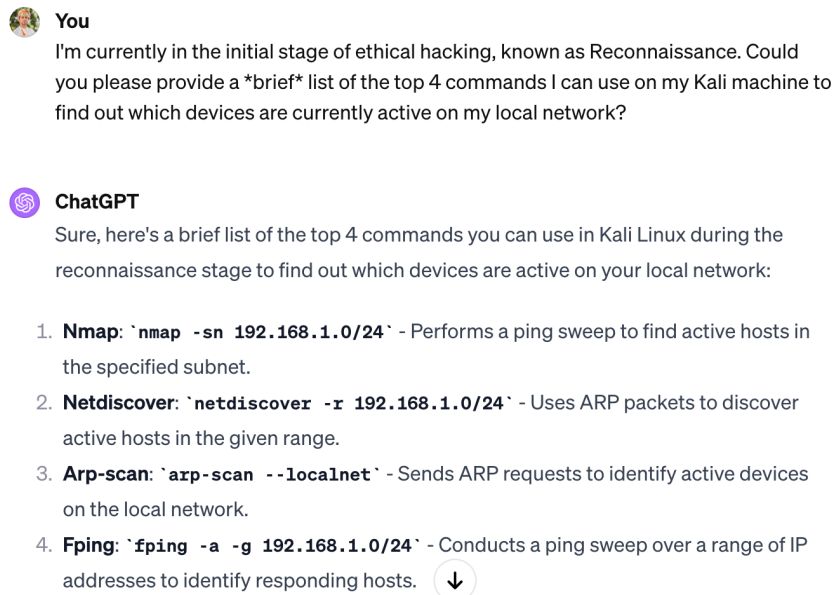 You
I'm currently in the initial stage of ethical hacking, known as Reconnaissance. Could
you please provide a *brief* list of the top 4 commands I can use on my Kali machine to
find out which devices are currently active on my local network?
ChatGPT
Sure, here's a brief list of the top 4 commands you can use in Kali Linux during the
reconnaissance stage to find out which devices are active on your local network:
1. Nmap: `nmap -sn 192.168.1.0/24` - Performs a ping sweep to find active hosts in
the specified subnet.
2. Netdiscover: `netdiscover -r 192.168.1.0/24` - Uses ARP packets to discover
active hosts in the given range.
3. Arp-scan: `arp-scan --localnet` - Sends ARP requests to identify active devices
on the local network.
4. Fping: `fping -a -g 192.168.1.0/24` - Conducts a ping sweep over a range of IP
addresses to identify responding hosts.